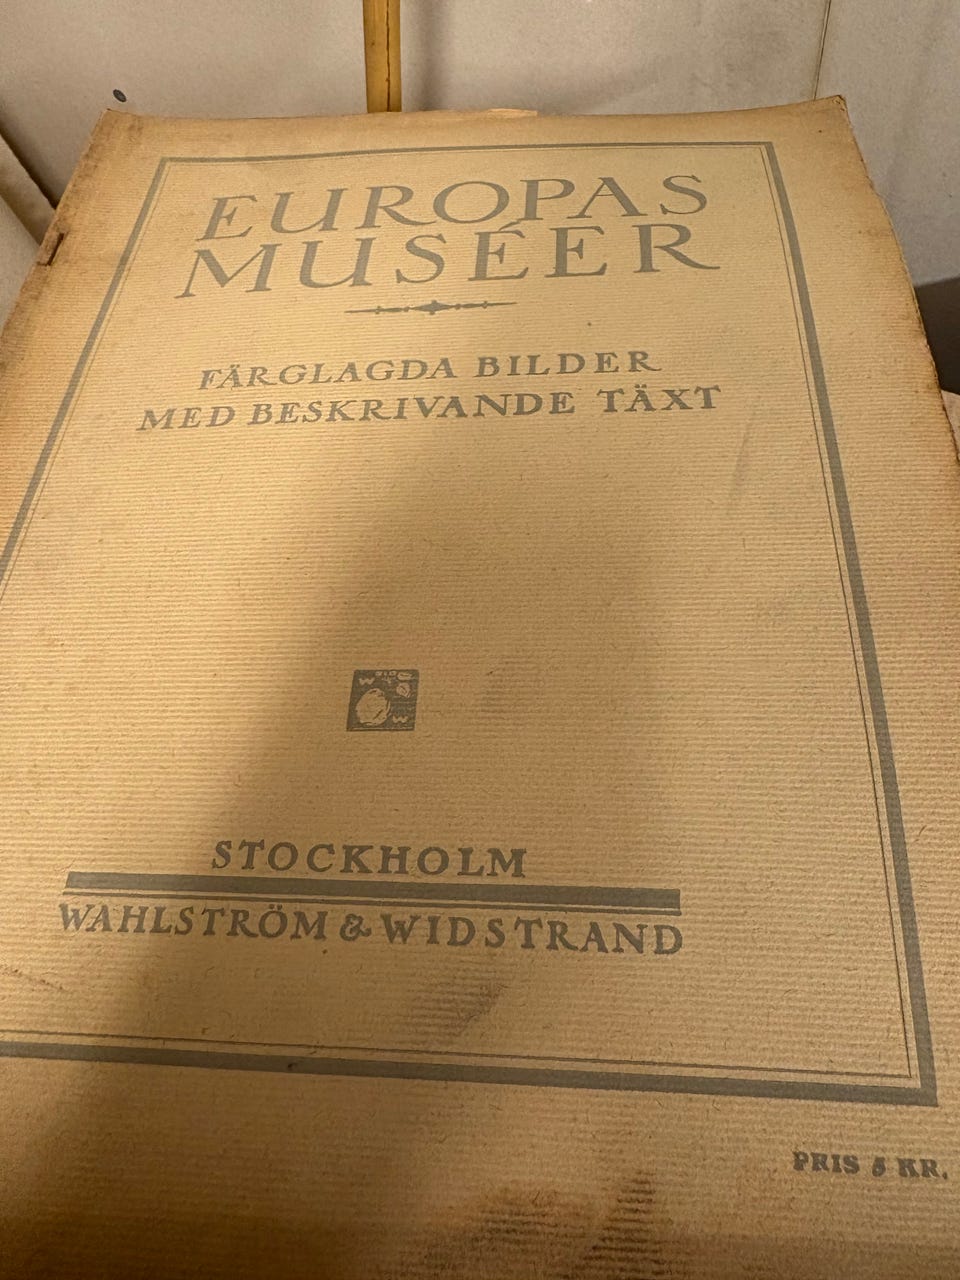 EUROPAS
MUSÉER
FÄRGLAGDA BILDER
MED BESKRIVANDE TÄXT
W
W
STOCKHOLM
WAHLSTRÖM & WIDSTRAND
PRIS 5 KR.